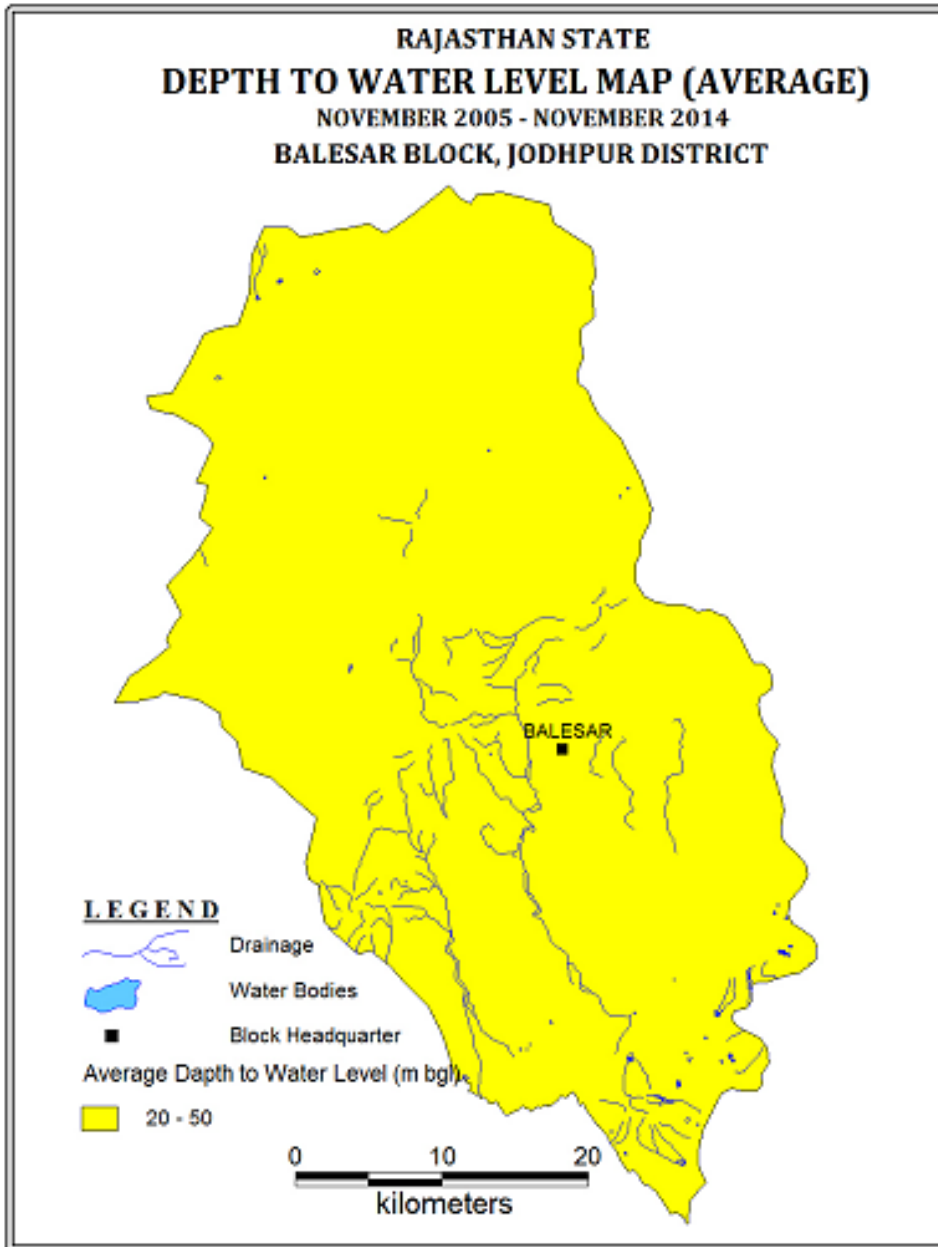 RAJASTHAN STATE
DEPTH TO WATER LEVEL MAP (AVERAGE)
NOVEMBER 2005 - NOVEMBER 2014
BALESAR BLOCK, JODHPUR DISTRICT
BALESAR
LEGEND
Drainage
Water Bodies
Block Headquarter
Average Depth to Water Level (m bgl)
20 - 50
0 10 20
kilometers